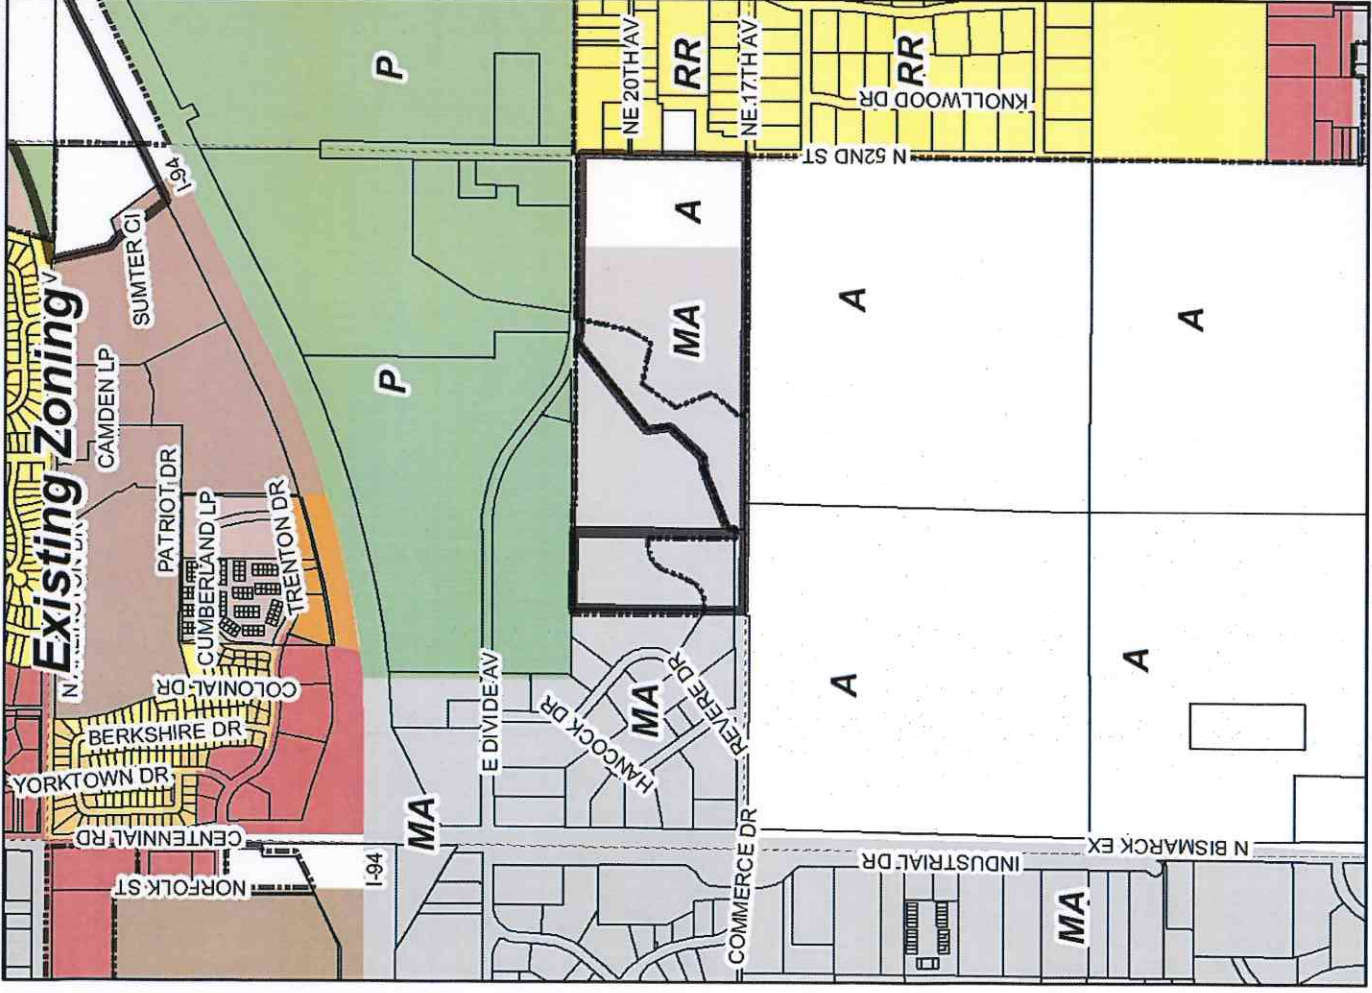 Existing Zoning
SUMTER CI
I-94
CAMDEN LP
PATRIOT DR
CUMBERLAND LP
TRENTON DR
COLONIAL DR
BERKSHIRE DR
YORKTOWN DR
CENTENNIAL RD
NORFOLK ST
I-94
P
P
MA
E DIVIDE AV
HANCOCK DR
MA
REVERE DR
COMMERCE DR
MA
A
NE 20TH AV
RR
NE 17TH AV
RR
KNOLLWOOD DR
N 52ND ST
A
A
A
A
INDUSTRIAL DR
N BISMARCK EX
MA